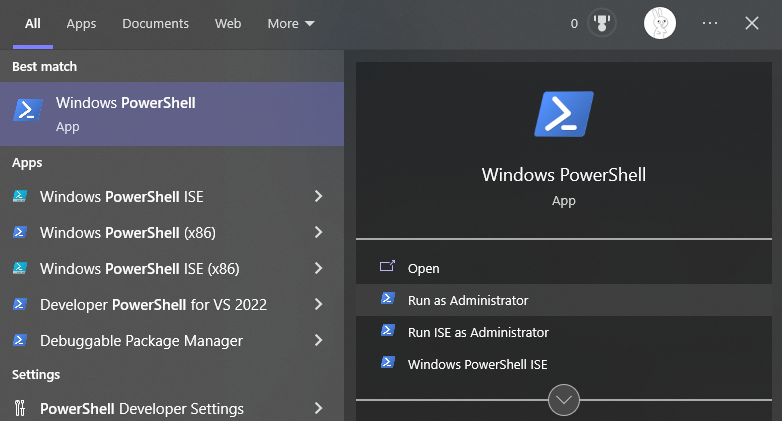 All Apps Documents Web More 0
Best match
Windows PowerShell
App
Apps
Windows PowerShell ISE
Windows PowerShell (x86)
Windows PowerShell ISE (x86)
Developer PowerShell for VS 2022
Debuggable Package Manager
Settings
PowerShell Developer Settings
Windows PowerShell
App
Open
Run as Administrator
Run ISE as Administrator
Windows PowerShell ISE